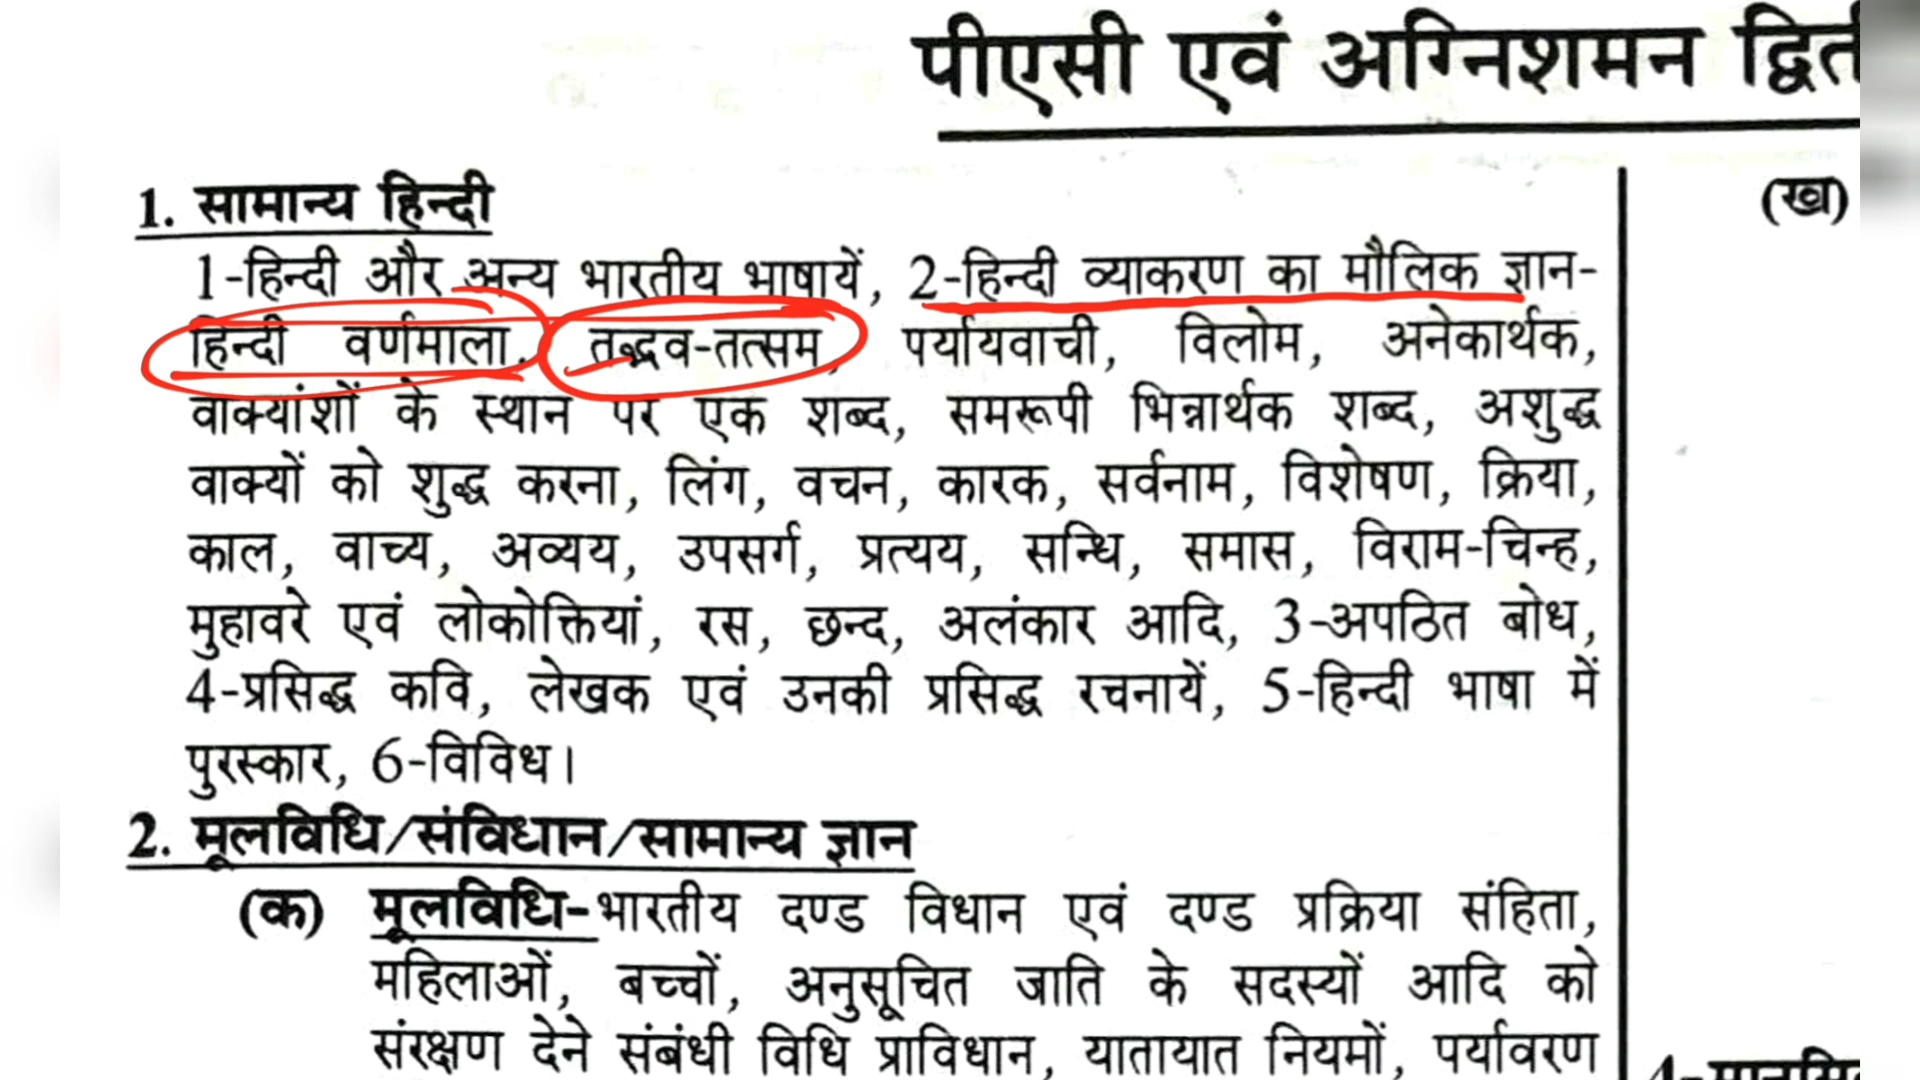 पीएसी एवं अग्निशमन
1. सामान्य हिन्दी
1-हिन्दी और अन्य भारतीय भाषायें, 2-हिन्दी व्याकरण का मौलिक ज्ञान-
हिन्दी वर्णमाला, तद्भव-तत्सम, पर्यायवाची, विलोम, अनेकार्थक,
वाक्यांशों के स्थान पर एक शब्द, समरूपी भिन्नार्थक शब्द, अशुद्ध
वाक्यों को शुद्ध करना, लिंग, वचन, कारक, सर्वनाम, विशेषण, क्रिया,
काल, वाच्य, अव्यय, उपसर्ग, प्रत्यय, सन्धि, समास, विराम-चिन्ह,
मुहावरे एवं लोकोक्तियां, रस, छन्द, अलंकार आदि, 3-अपठित बोध,
4-प्रसिद्ध कवि, लेखक एवं उनकी प्रसिद्ध रचनायें, 5-हिन्दी भाषा में
पुरस्कार, 6-विविध।
2. मूलविधि/संविधान/सामान्य ज्ञान
(क) मूलविधि-भारतीय दण्ड विधान एवं दण्ड प्रक्रिया संहिता,
महिलाओं, बच्चों, अनुसूचित जाति के सदस्यों आदि को
संरक्षण देने संबंधी विधि प्राविधान, यातायात नियमों, पर्यावरण
(ख)